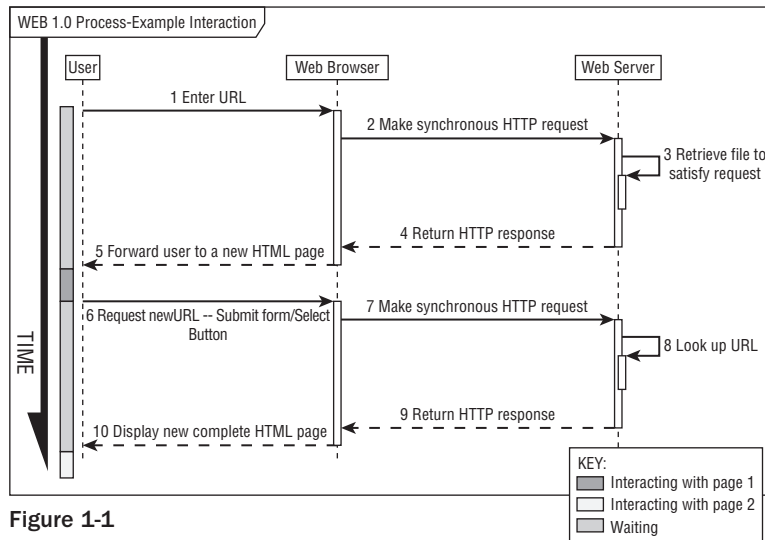 WEB 1.0 Process-Example Interaction
User
Web Browser
Web Server
1 Enter URL
2 Make synchronous HTTP request
3 Retrieve file to
satisfy request
4 Return HTTP response
5 Forward user to a new HTML page
6 Request newURL -- Submit form/Select
Button
7 Make synchronous HTTP request
8 Look up URL
9 Return HTTP response
10 Display new complete HTML page
TIME
KEY:
Interacting with page 1
Interacting with page 2
Waiting
Figure 1-1